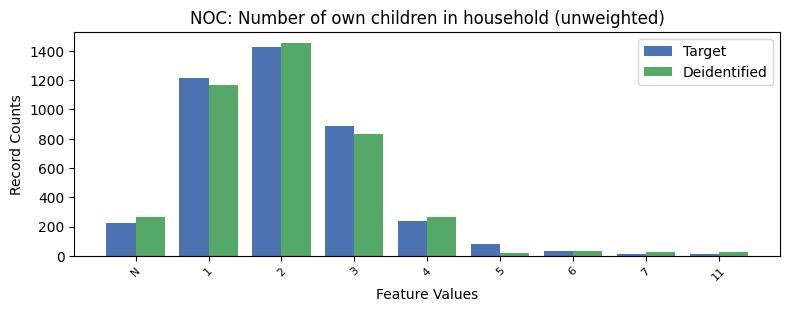 NOC: Number of own children in household (unweighted)
Target
Deidentified
Record Counts
1400
1200
1000
800
600
400
200
0
N 1 2 3 4 5 6 7 11
Feature Values